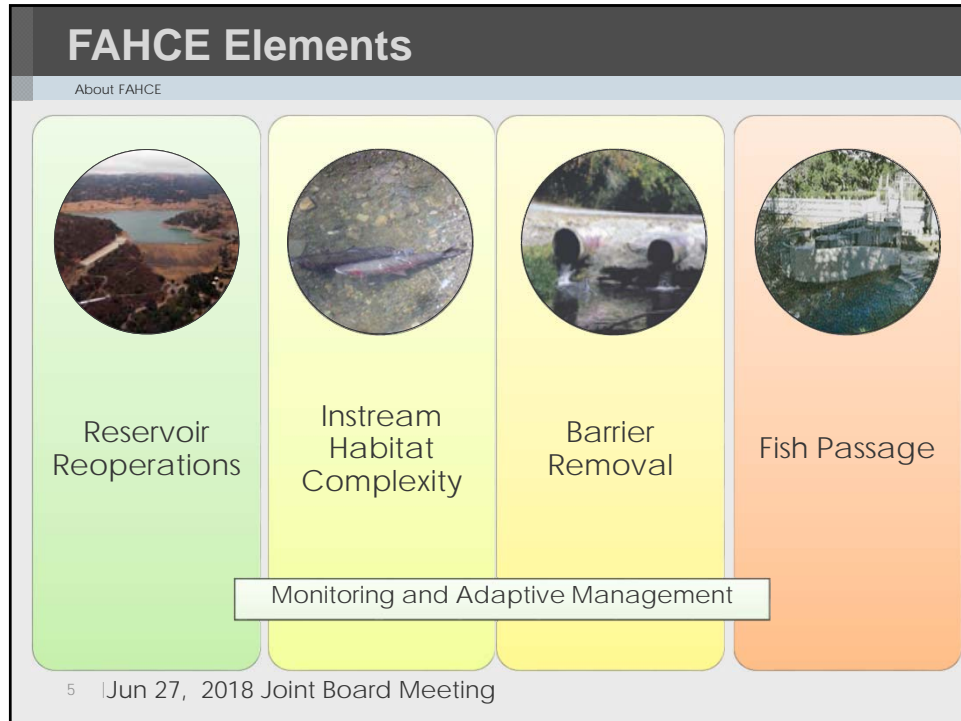 FAHCE Elements
About FAHCE
Reservoir
Reoperations
Instream
Habitat
Complexity
Barrier
Removal
Fish Passage
Monitoring and Adaptive Management
5 |Jun 27, 2018 Joint Board Meeting